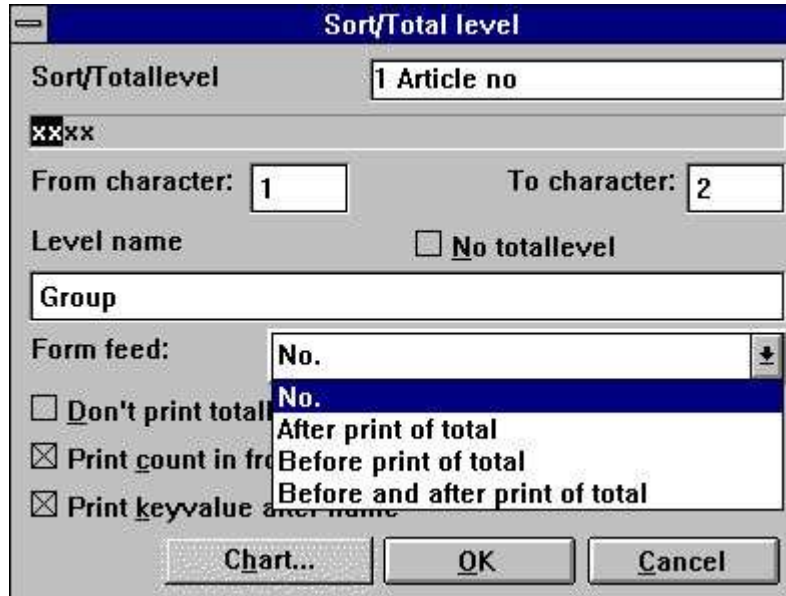 Sort/Total level
Sort/Totallevel 1 Article no
xxxx
From character: 1 To character: 2
Level name No totallevel
Group
Form feed: No.
No.
Don't print
After print of total
Before print of total
Print count in
Before and after print of total
Print keyvalue after name
Chart... OK Cancel